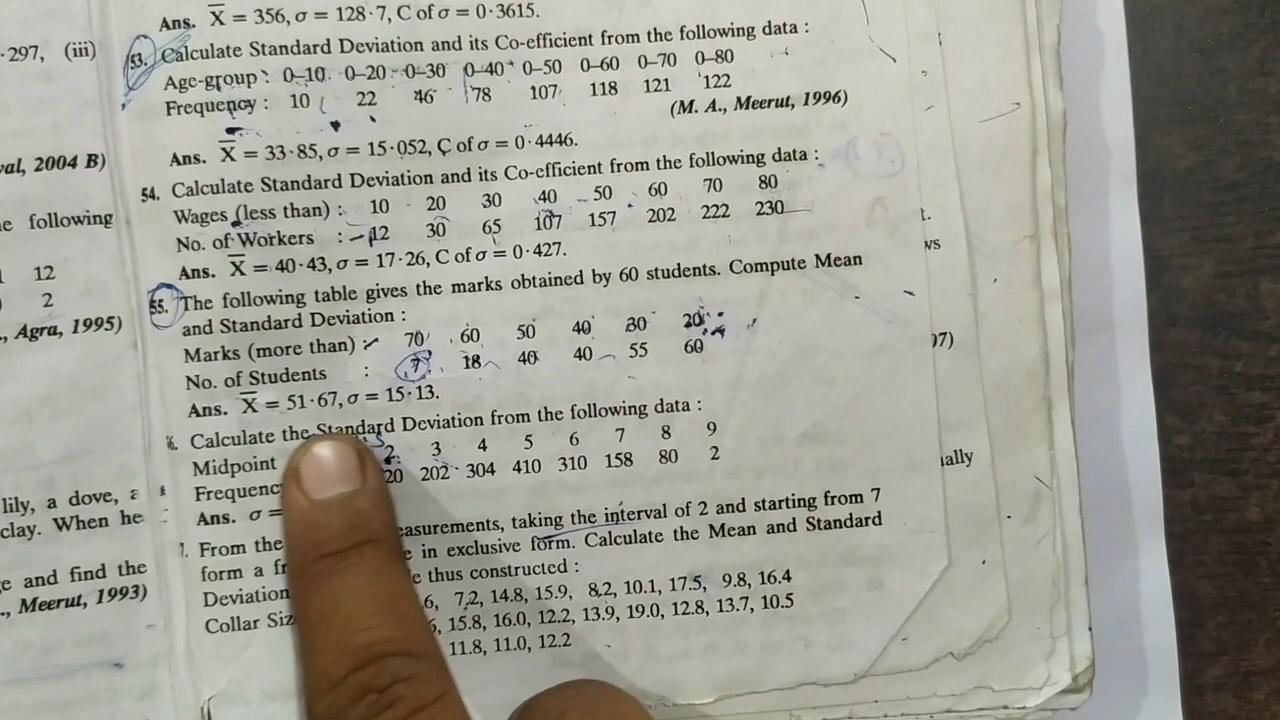 Ans. X̅ = 356, σ = 128·7, C of σ = 0·3615.
·297, (iii)
53. Calculate Standard Deviation and its Co-efficient from the following data :
Age-group : 0–10 0–20 0–30 0–40 0–50 0–60 0–70 0–80
Frequency : 10 22 46 78 107 118 121 122
(M. A., Meerut, 1996)
Ans. X̅ = 33·85, σ = 15·052, C of σ = 0·4446.
2004 B)
54. Calculate Standard Deviation and its Co-efficient from the following data :
Wages (less than) : 10 20 30 40 50 60 70 80
No. of Workers : 12 30 65 107 157 202 222 230
Ans. X̅ = 40·43, σ = 17·26, C of σ = 0·427.
following
12
2
., Agra, 1995)
55. The following table gives the marks obtained by 60 students. Compute Mean
and Standard Deviation :
Marks (more than) : 70 60 50 40 30 20
No. of Students : 7 18 40 40 55 60
Ans. X̅ = 51·67, σ = 15·13.
6. Calculate the Standard Deviation from the following data :
Midpoint 2 3 4 5 6 7 8 9
20 202 304 410 310 158 80 2
Ans. σ =
lily, a dove,
clay. When he
e and find the
., Meerut, 1993)
7. From the easurements, taking the interval of 2 and starting from 7
form a fr e in exclusive form. Calculate the Mean and Standard
Deviation e thus constructed :
Collar Siz 6, 7.2, 14.8, 15.9, 8.2, 10.1, 17.5, 9.8, 16.4
15.8, 16.0, 12.2, 13.9, 19.0, 12.8, 13.7, 10.5
11.8, 11.0, 12.2
t.
ws
07)
ally